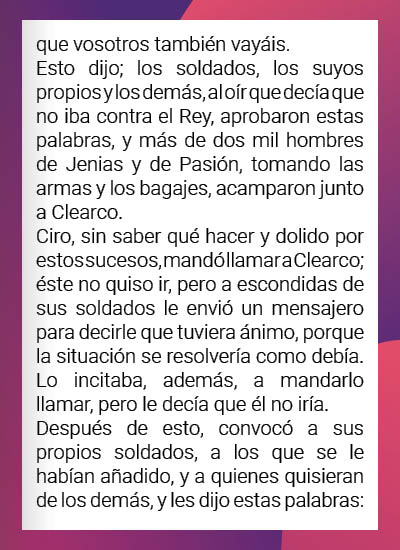 que vosotros también vayáis.
Esto dijo; los soldados, los suyos
propios y los demás, al oír que decía que
no iba contra el Rey, aprobaron estas
palabras, y más de dos mil hombres
de Jenias y de Pasión, tomando las
armas y los bagajes, acamparon junto
a Clearco.
Ciro, sin saber qué hacer y dolido por
estos sucesos, mandó llamar a Clearco;
éste no quiso ir, pero a escondidas de
sus soldados le envió un mensajero
para decirle que tuviera ánimo, porque
la situación se resolvería como debía.
Lo incitaba, además, a mandarlo
llamar, pero le decía que él no iría.
Después de esto, convocó a sus
propios soldados, a los que se le
habían añadido, y a quienes quisieran
de los demás, y les dijo estas palabras: